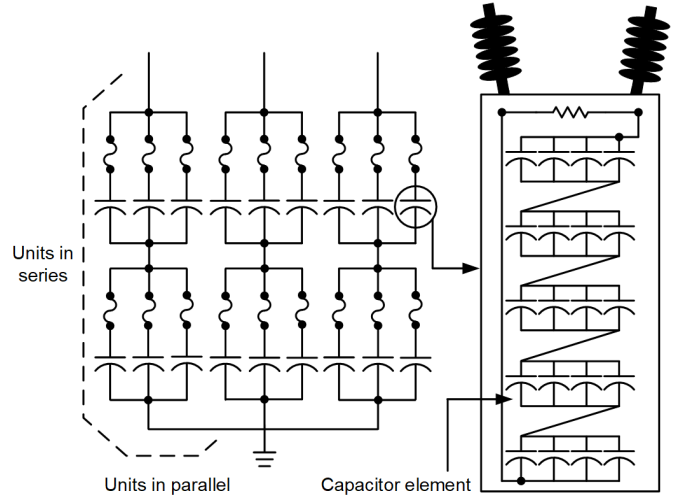 Units in
series
Units in parallel
Capacitor element